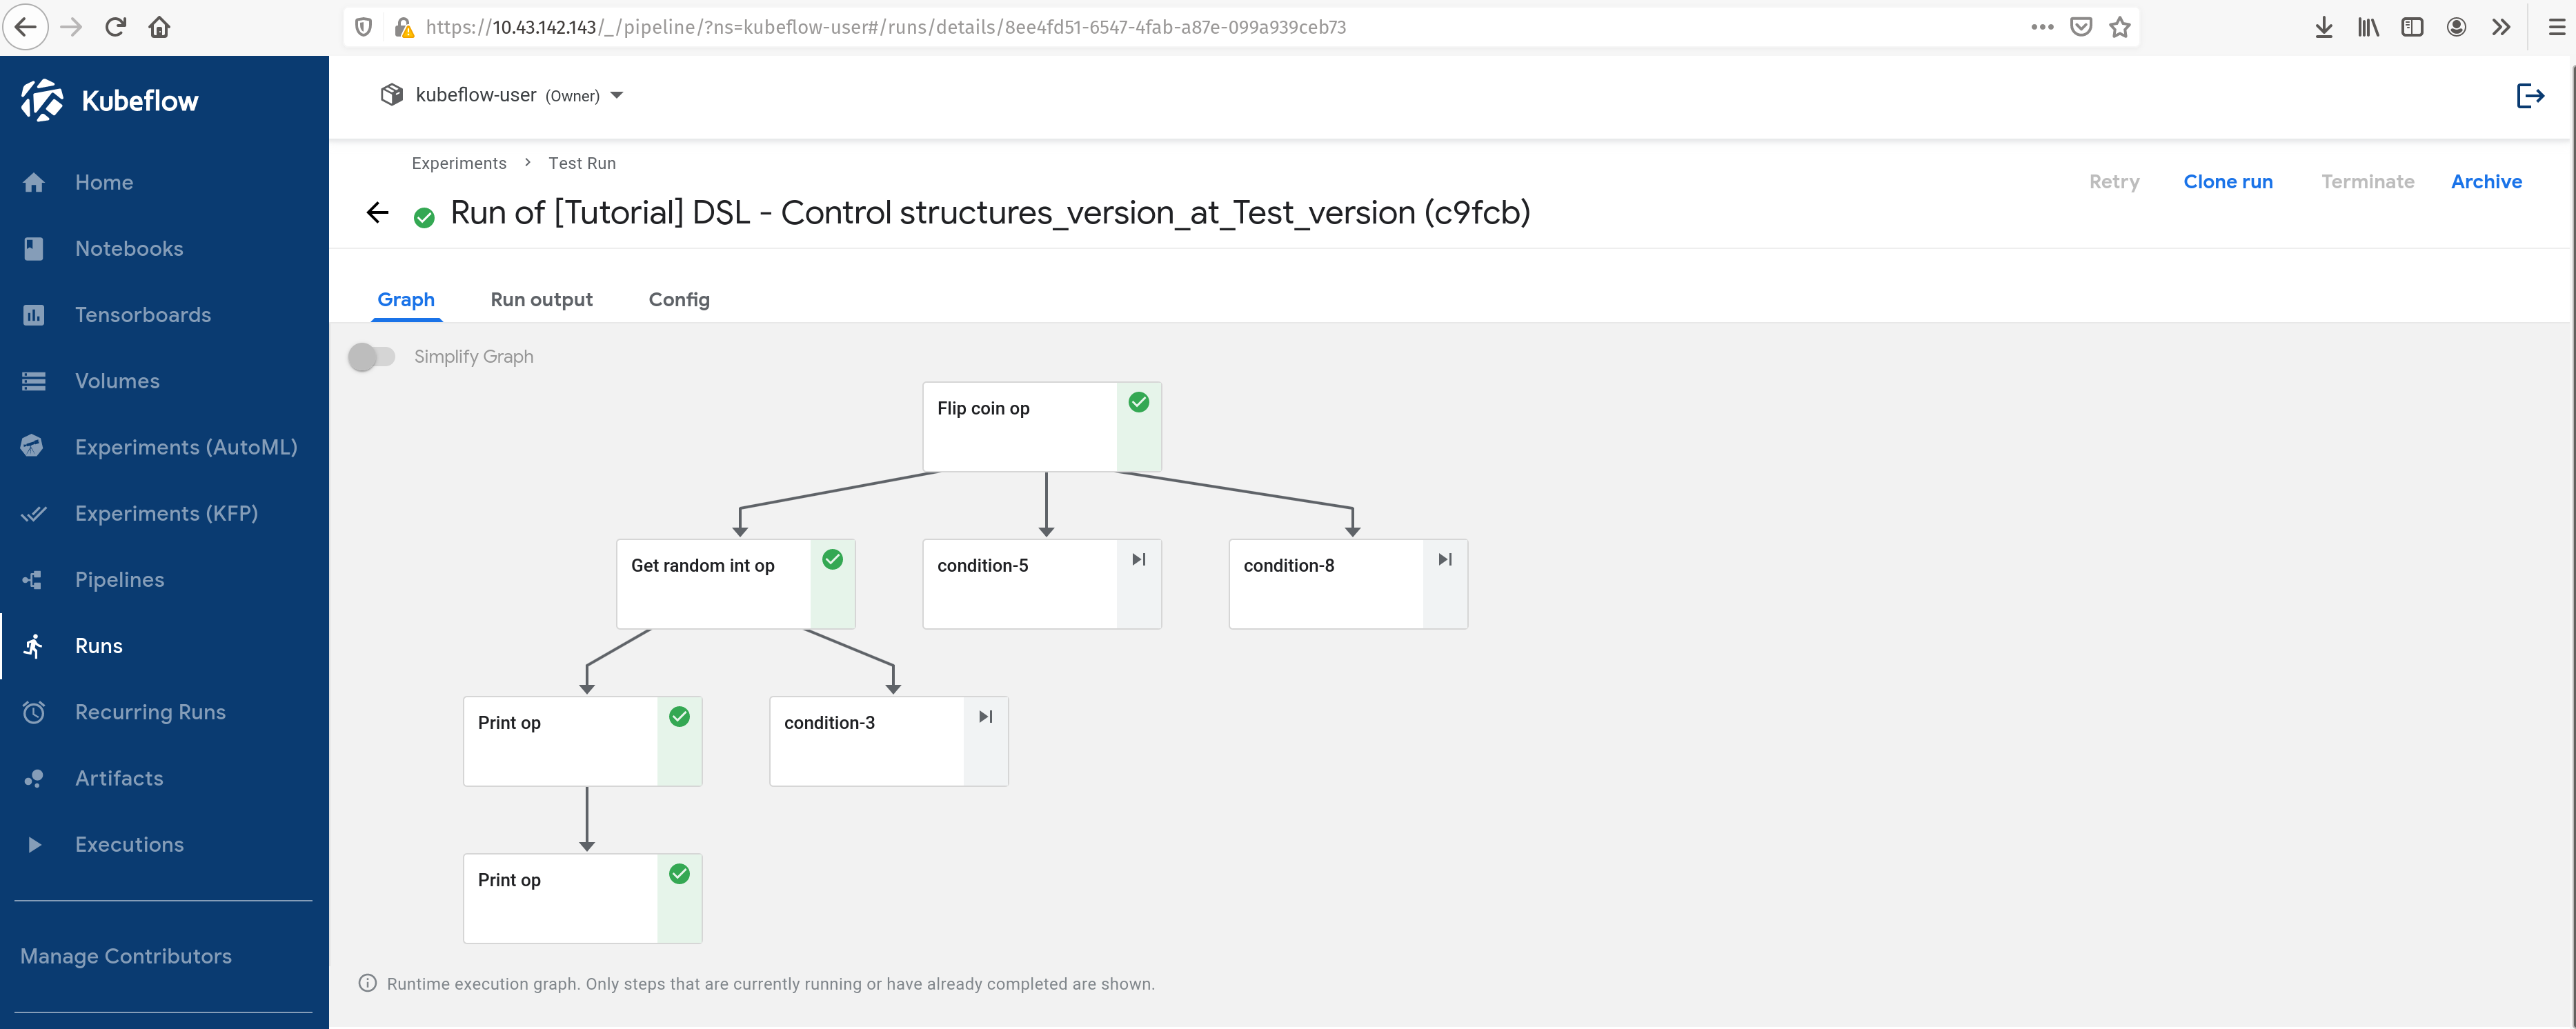 https://10.43.142.143/_/pipeline/?ns=kubeflow-user#/runs/details/8ee4fd51-6547-4fab-a87e-099a939ceb73
Kubeflow
Home
Notebooks
Tensorboards
Volumes
Experiments (AutoML)
Experiments (KFP)
Pipelines
Runs
Recurring Runs
Artifacts
Executions
Manage Contributors
kubeflow-user (Owner)
Experiments > Test Run
Retry Clone run Terminate Archive
Run of [Tutorial] DSL - Control structures_version_at_Test_version (c9fcb)
Graph Run output Config
Simplify Graph
Flip coin op
Get random int op condition-5 condition-8
Print op condition-3
Print op
Runtime execution graph. Only steps that are currently running or have already completed are shown.